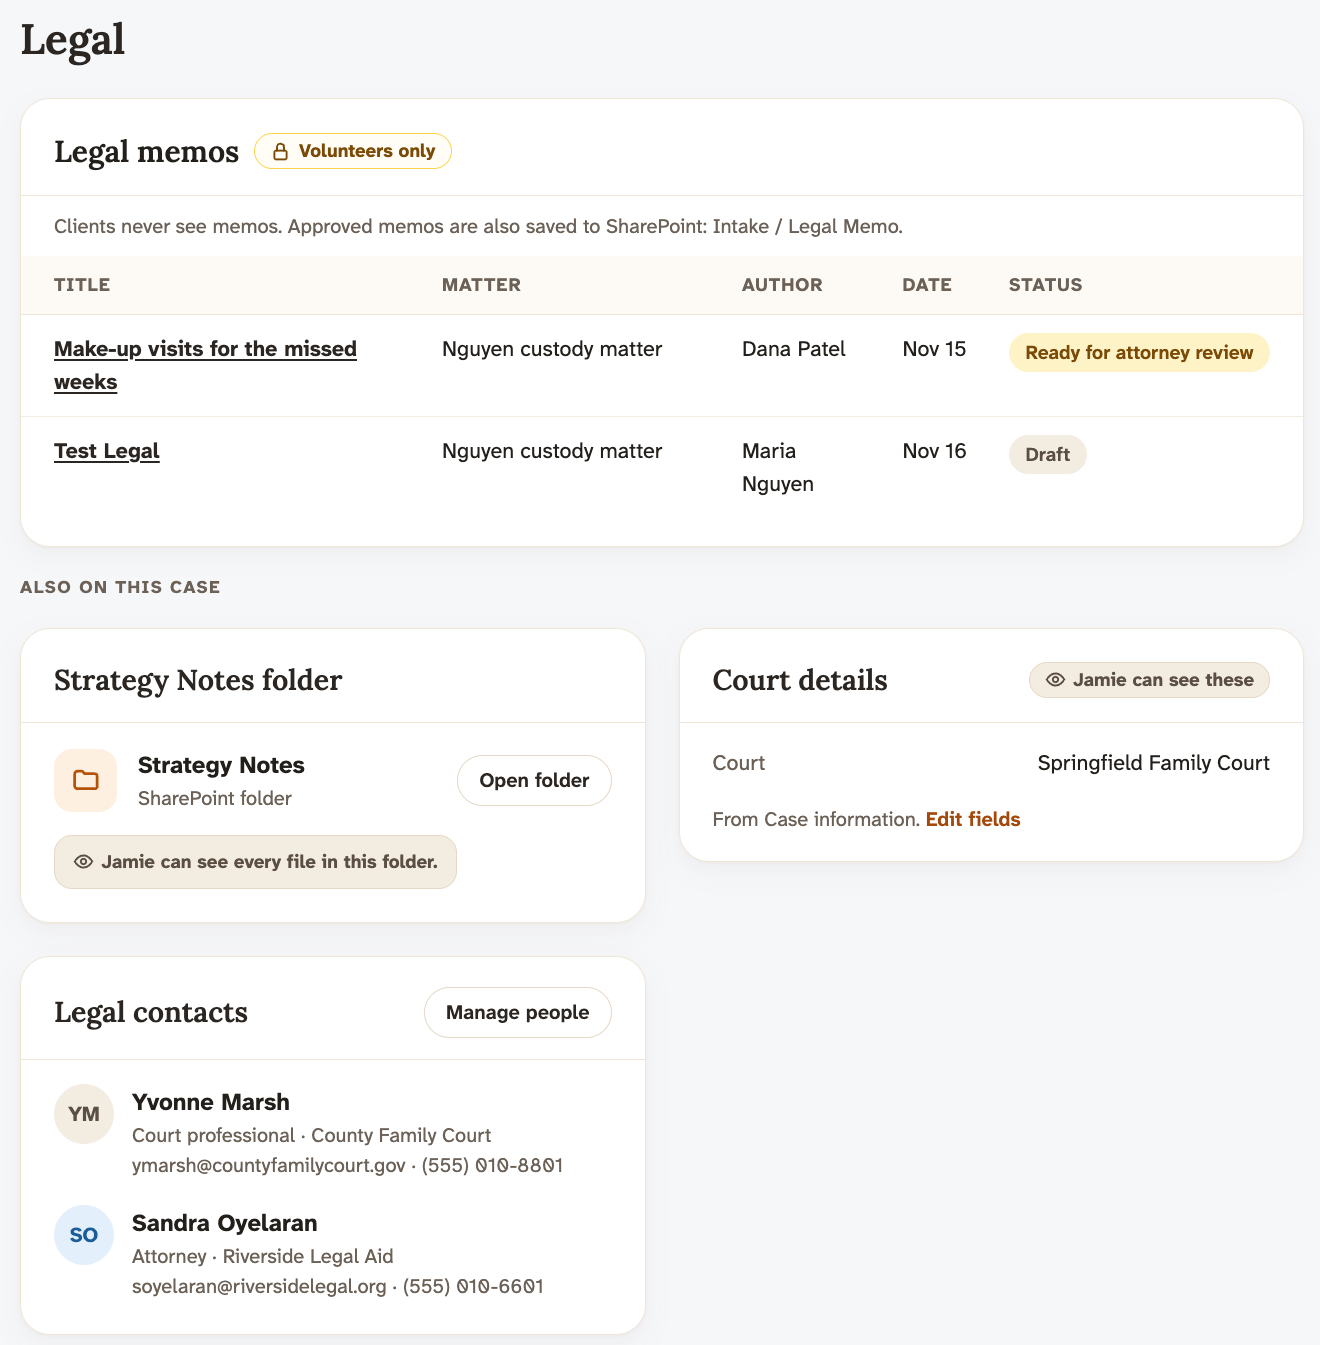 Legal
Legal memos
Volunteers only
Clients never see memos. Approved memos are also saved to SharePoint: Intake / Legal Memo.
TITLE MATTER AUTHOR DATE STATUS
Make-up visits for the missed
weeks
Nguyen custody matter
Dana Patel
Nov 15
Ready for attorney review
Test Legal
Nguyen custody matter
Maria
Nguyen
Nov 16
Draft
ALSO ON THIS CASE
Strategy Notes folder
Strategy Notes
SharePoint folder
Open folder
Jamie can see every file in this folder.
Court details
Jamie can see these
Court
Springfield Family Court
From Case information. Edit fields
Legal contacts
Manage people
YM
Yvonne Marsh
Court professional · County Family Court
ymarsh@countyfamilycourt.gov · (555) 010-8801
SO
Sandra Oyelaran
Attorney · Riverside Legal Aid
soyelaran@riversidelegal.org · (555) 010-6601